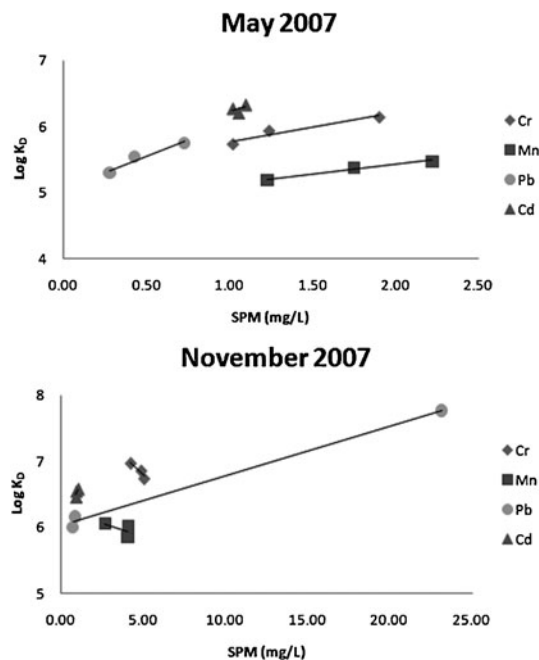 May 2007
7
6
5
4
Log K_D
0.00 0.50 1.00 1.50 2.00 2.50
SPM (mg/L)
Cr
Mn
Pb
Cd
November 2007
8
7
6
5
Log K_D
0.00 5.00 10.00 15.00 20.00 25.00
SPM (mg/L)
Cr
Mn
Pb
Cd